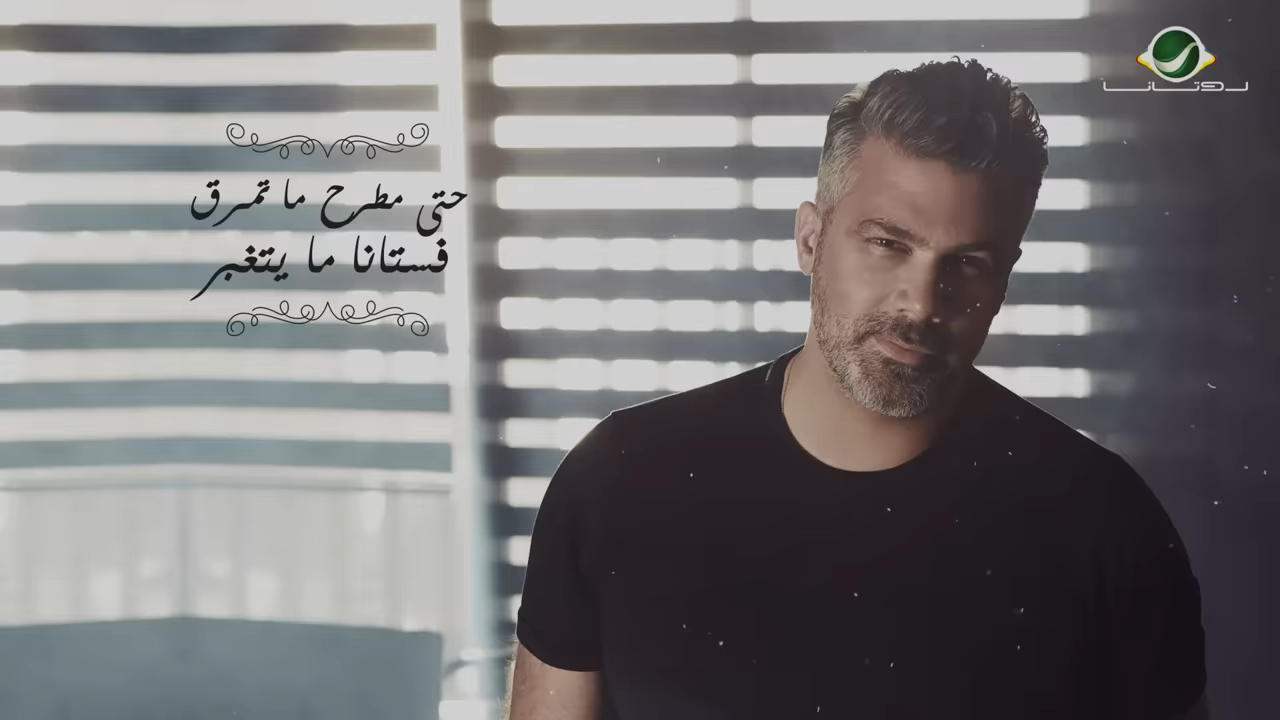 روتانا
حتى مطرح ما تمرق
فستانا ما يتغبر